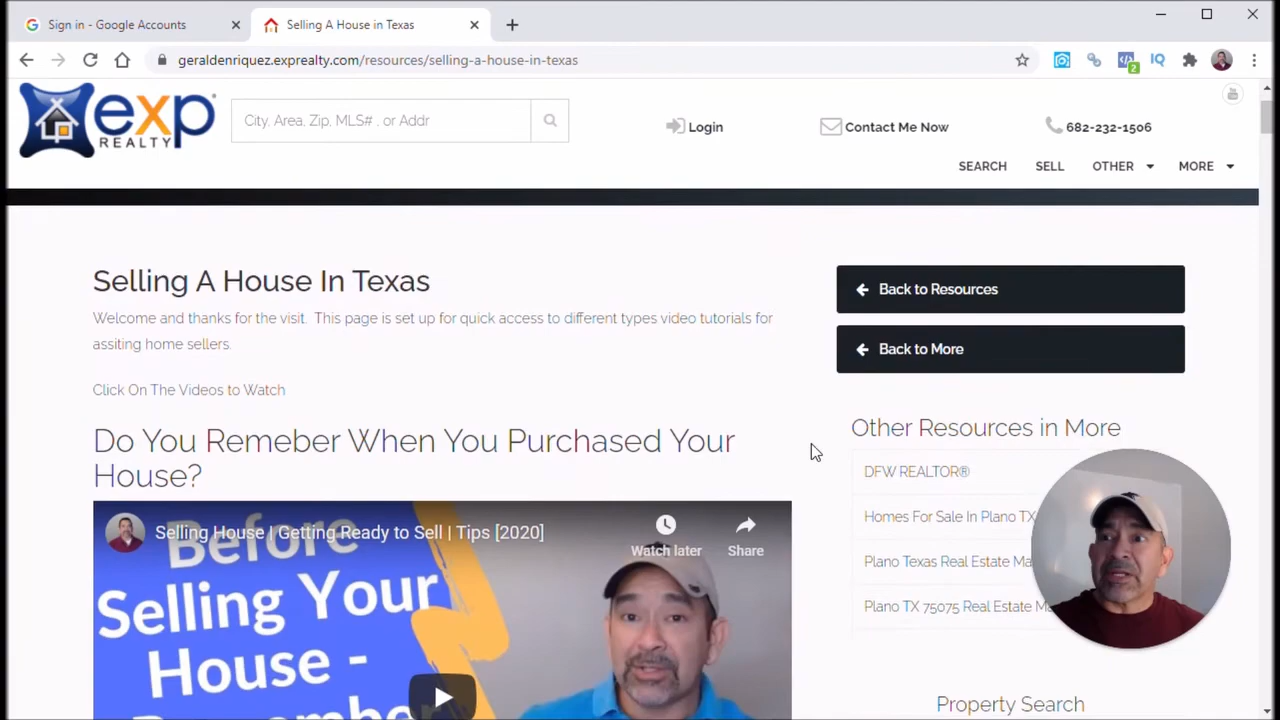 Sign in - Google Accounts
Selling A House in Texas
geraldenriquez.exprealty.com/resources/selling-a-house-in-texas
2
IQ
exp
REALTY
City, Area, Zip, MLS# , or Addr
Login
Contact Me Now
682-232-1506
SEARCH
SELL
OTHER
MORE
Selling A House In Texas
Welcome and thanks for the visit. This page is set up for quick access to different types video tutorials for
assiting home sellers.
Click On The Videos to Watch
Do You Remeber When You Purchased Your
House?
Selling House | Getting Ready to Sell | Tips [2020]
Watch later
Share
Before
Selling Your
House -
Back to Resources
Back to More
Other Resources in More
DFW REALTOR®
Homes For Sale In Plano TX
Plano Texas Real Estate Ma
Plano TX 75075 Real Estate M
Property Search